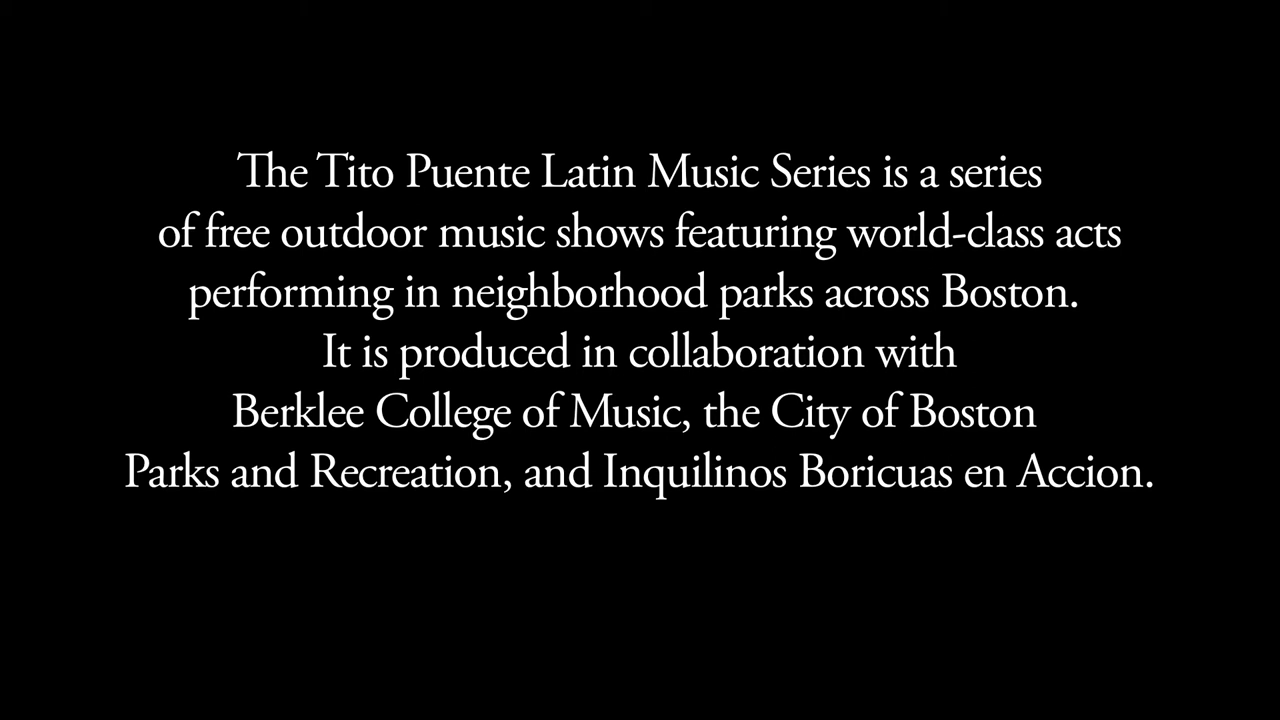 The Tito Puente Latin Music Series is a series
of free outdoor music shows featuring world-class acts
performing in neighborhood parks across Boston.
It is produced in collaboration with
Berklee College of Music, the City of Boston
Parks and Recreation, and Inquilinos Boricuas en Accion.